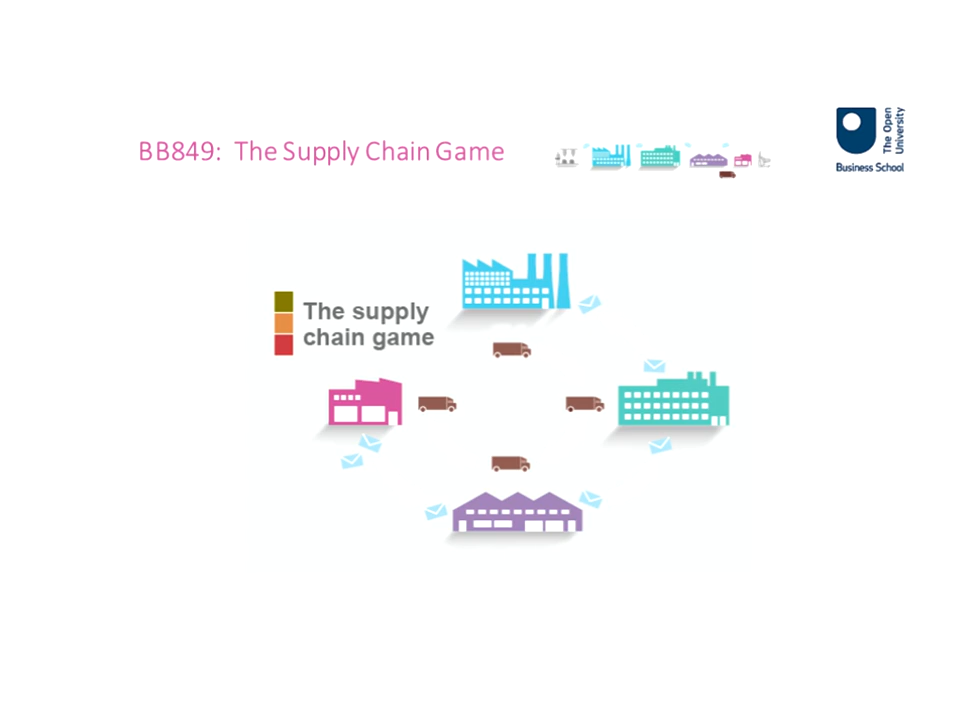 BB849: The Supply Chain Game
The Open
University
Business School
The supply
chain game